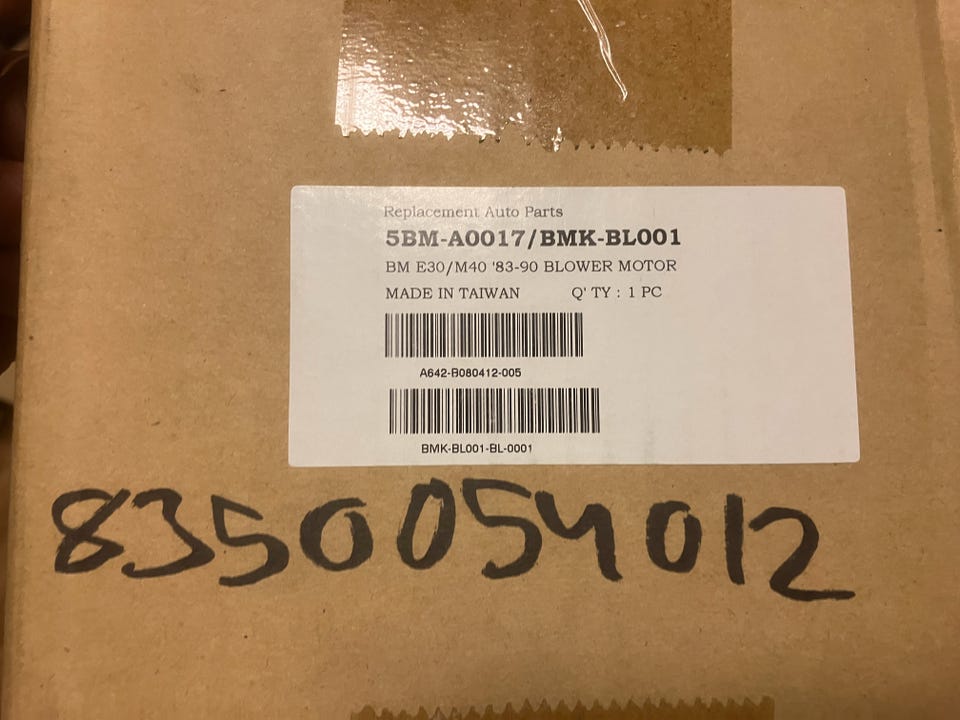 Replacement Auto Parts
5BM-A0017/BMK-BL001
BM E30/M40 '83-90 BLOWER MOTOR
MADE IN TAIWAN Q' TY : 1 PC
A642-B080412-005
BMK-BL001-BL-0001
8350054012